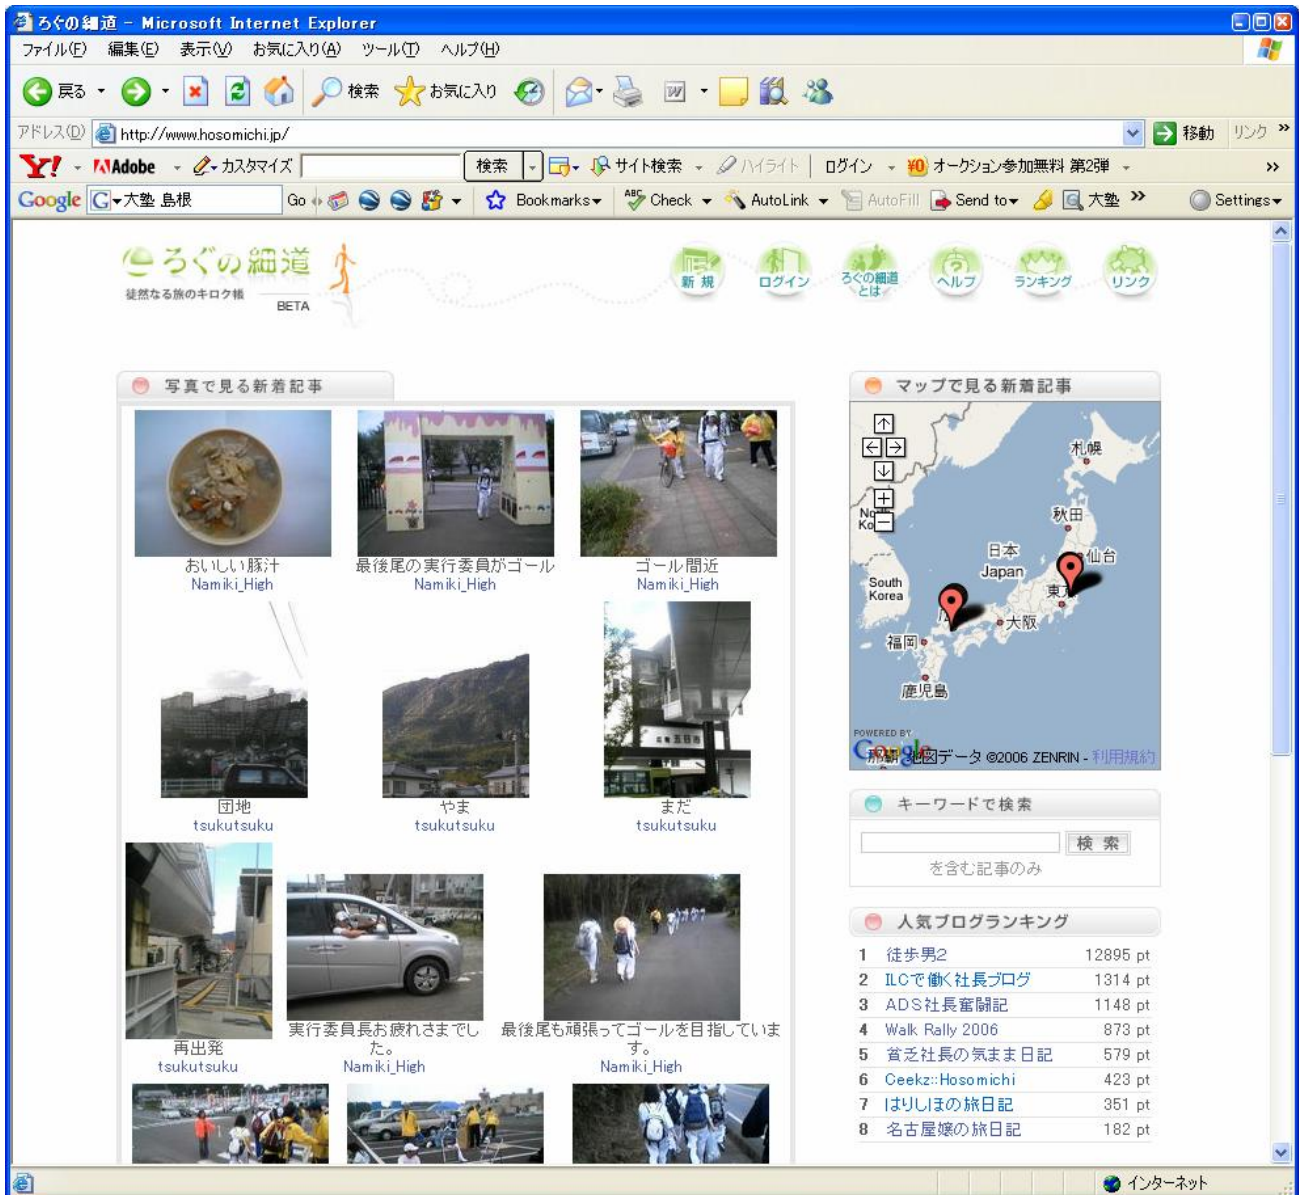 ろぐの細道 - Microsoft Internet Explorer
ファイル(F) 編集(E) 表示(V) お気に入り(A) ツール(T) ヘルプ(H)
戻る 検索 お気に入り
アドレス(D) http://www.hosomichi.jp/ 移動 リンク »
Y! Adobe カスタマイズ 検索 サイト検索 ハイライト ログイン ¥0 オークション参加無料 第2弾 »
Google G 大塾 島根 Go Bookmarks ABC Check AutoLink AutoFill Send to 大塾 » Settings
ろぐの細道
徒然なる旅のキロク帳
BETA
新規 ログイン ろぐの細道とは ヘルプ ランキング リンク
写真で見る新着記事
おいしい豚汁
Namiki_High
最後尾の実行委員がゴール
Namiki_High
ゴール間近
Namiki_High
団地
tsukutsuku
やま
tsukutsuku
まだ
tsukutsuku
再出発
tsukutsuku
実行委員長お疲れさまでし
た。
Namiki_High
最後尾も頑張ってゴールを目指していま
す。
Namiki_High
マップで見る新着記事
札幌
秋田
仙台
日本
Japan
South
Korea
大阪
福岡
鹿児島
POWERED BY
Google
那覇 地図データ ©2006 ZENRIN - 利用規約
キーワードで検索
検 索
を含む記事のみ
人気ブログランキング
1 徒歩男2 12895 pt
2 ILCで働く社長ブログ 1314 pt
3 ADS社長奮闘記 1148 pt
4 Walk Rally 2006 873 pt
5 貧乏社長の気まま日記 579 pt
6 Ceekz::Hosomichi 423 pt
7 はりしほの旅日記 351 pt
8 名古屋嬢の旅日記 182 pt
インターネット